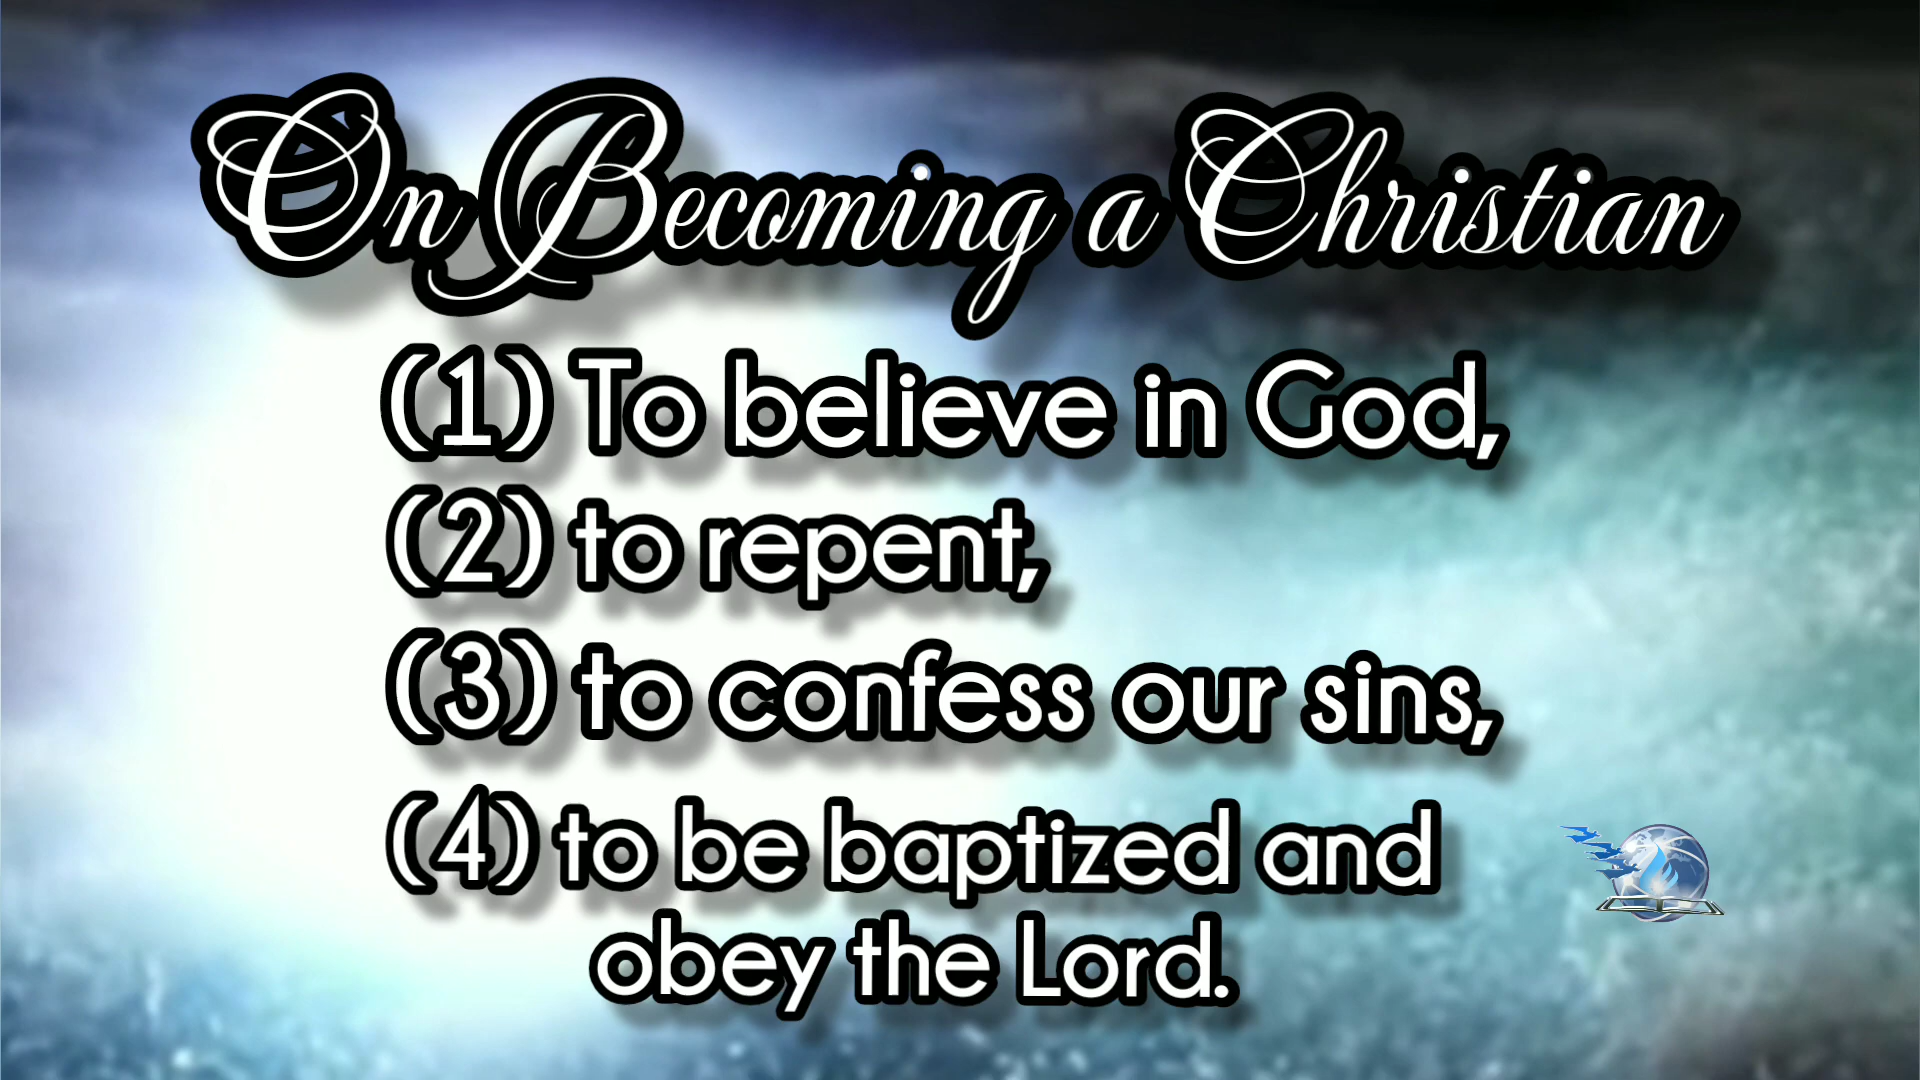 On Becoming a Christian
(1) To believe in God,
(2) to repent,
(3) to confess our sins,
(4) to be baptized and
obey the Lord.